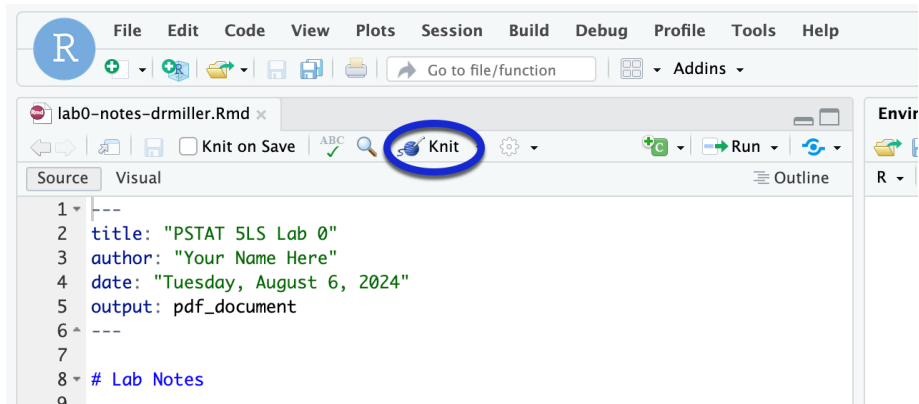 R File Edit Code View Plots Session Build Debug Profile Tools Help
R Go to file/function Addins
Rmd lab0-notes-drmiller.Rmd
Knit on Save ABC Knit C Run
Source Visual Outline
1 ---
2 title: "PSTAT 5LS Lab 0"
3 author: "Your Name Here"
4 date: "Tuesday, August 6, 2024"
5 output: pdf_document
6 ---
7
8 # Lab Notes
9
Envir
R